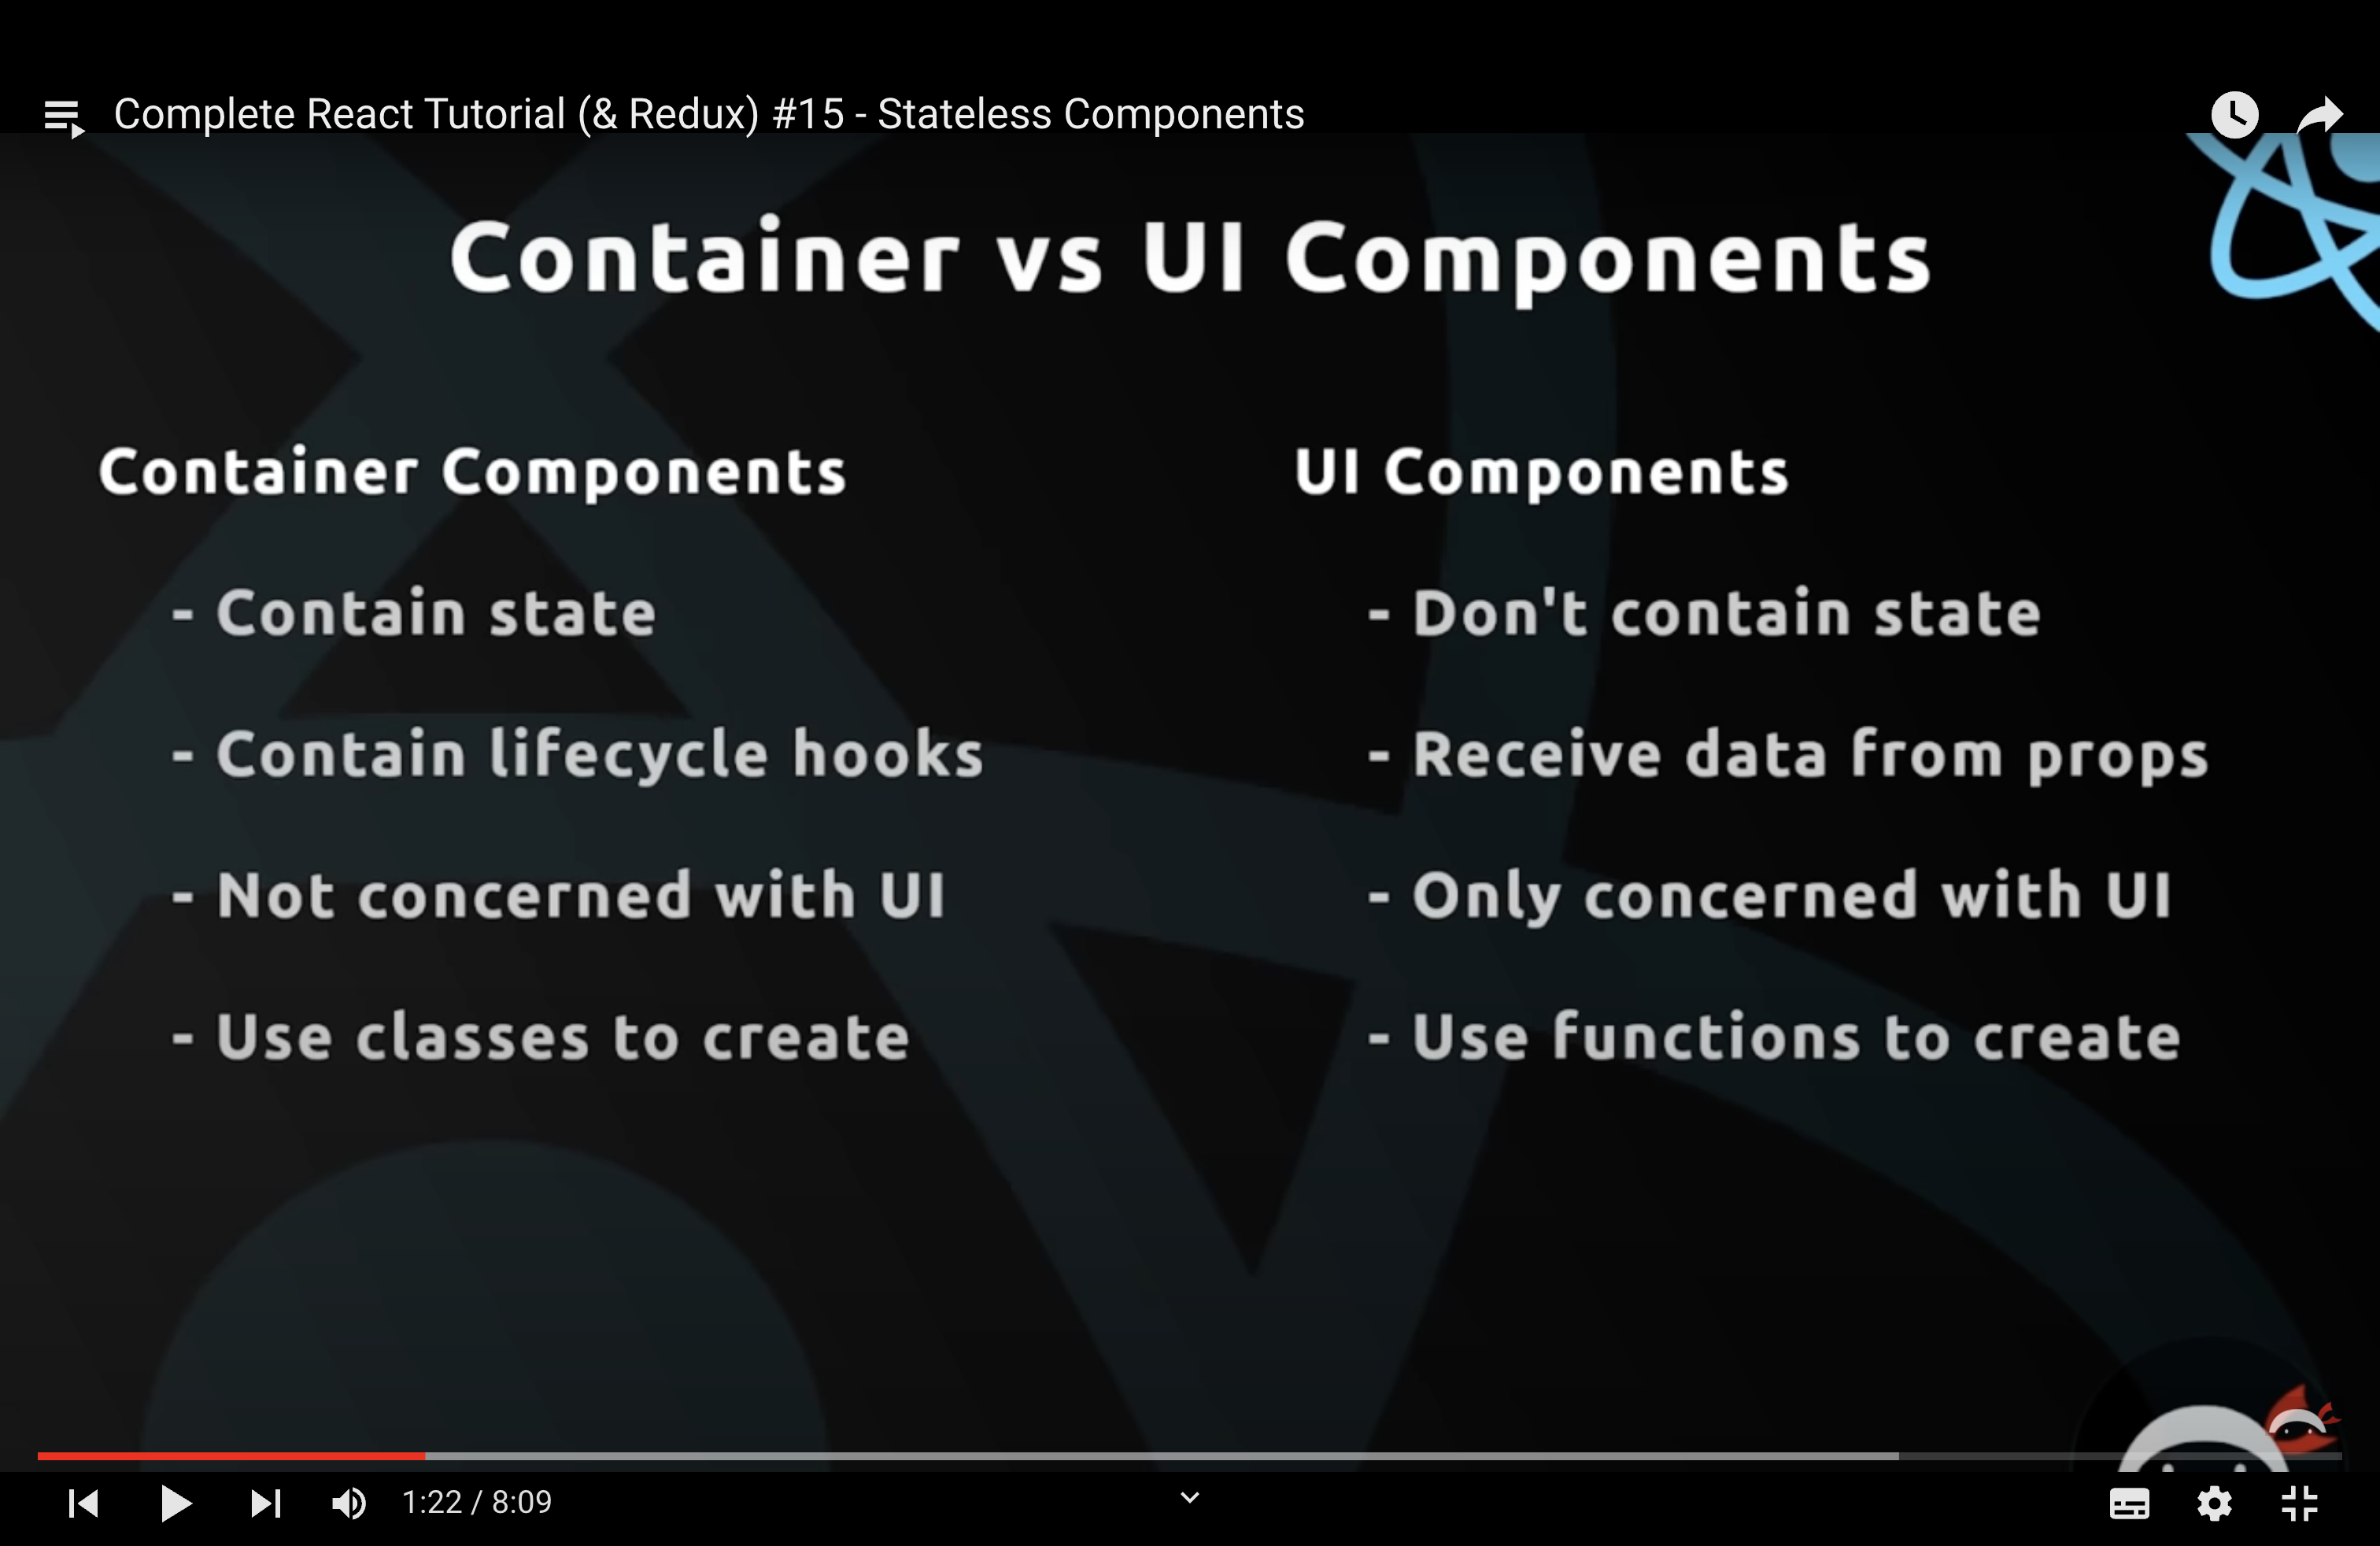 Complete React Tutorial (& Redux) #15 - Stateless Components
Container vs UI Components
Container Components
- Contain state
- Contain lifecycle hooks
- Not concerned with UI
- Use classes to create
UI Components
- Don't contain state
- Receive data from props
- Only concerned with UI
- Use functions to create
1:22 / 8:09